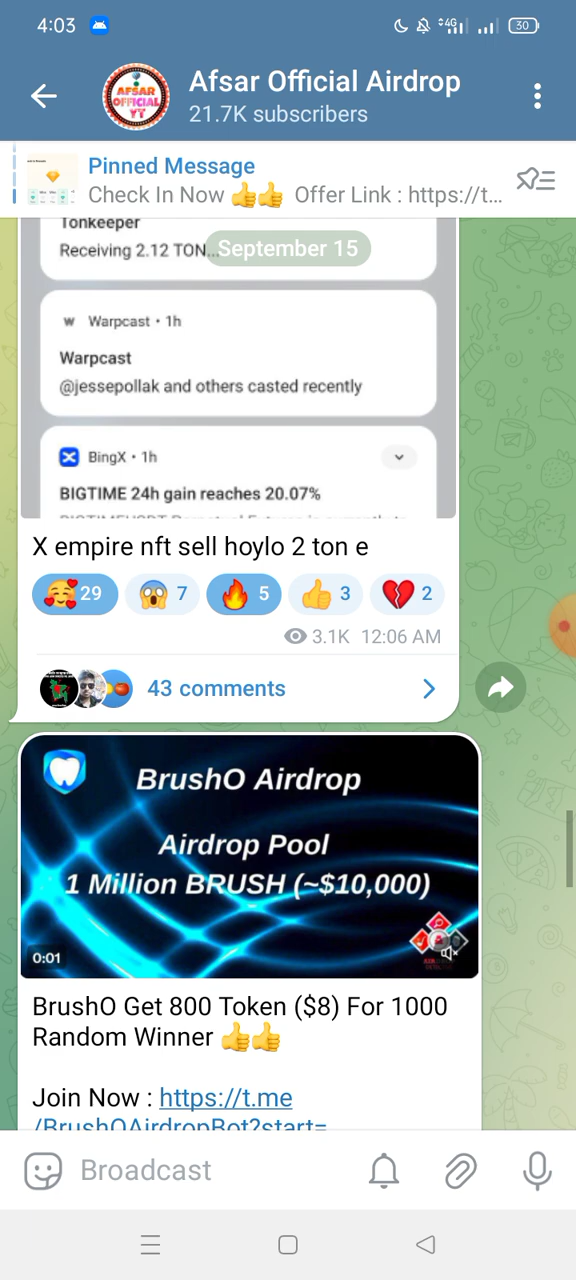 4:03
4G
30
AFSAR
OFFICIAL
YT
Afsar Official Airdrop
21.7K subscribers
Pinned Message
Check In Now 👍👍 Offer Link : https://t...
Tonkeeper
Receiving 2.12 TON...
September 15
Warpcast • 1h
Warpcast
@jessepollak and others casted recently
BingX • 1h
BIGTIME 24h gain reaches 20.07%
X empire nft sell hoylo 2 ton e
🥰 29 😱 7 🔥 5 👍 3 💔 2
3.1K 12:06 AM
43 comments
BrushO Airdrop
Airdrop Pool
1 Million BRUSH (~$10,000)
0:01
BrushO Get 800 Token ($8) For 1000
Random Winner 👍👍
Join Now : https://t.me
/BrushOAirdropBot?start=
Broadcast